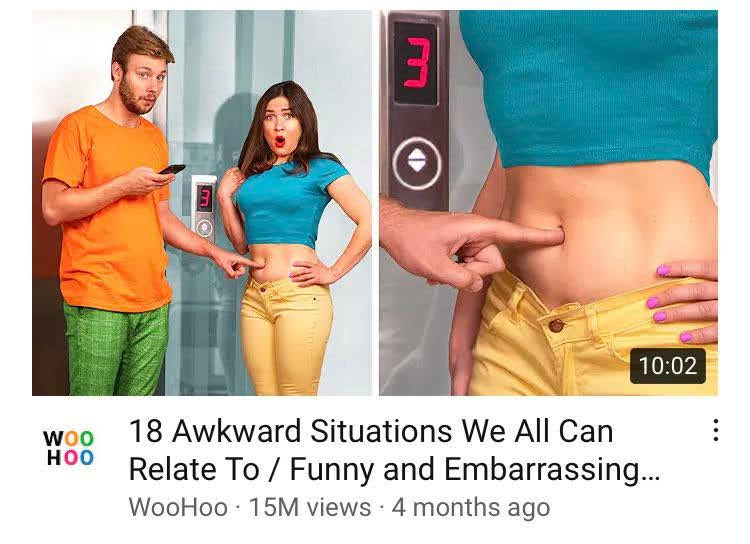 3
3
10:02
WOO
HOO
18 Awkward Situations We All Can
Relate To / Funny and Embarrassing...
WooHoo · 15M views · 4 months ago